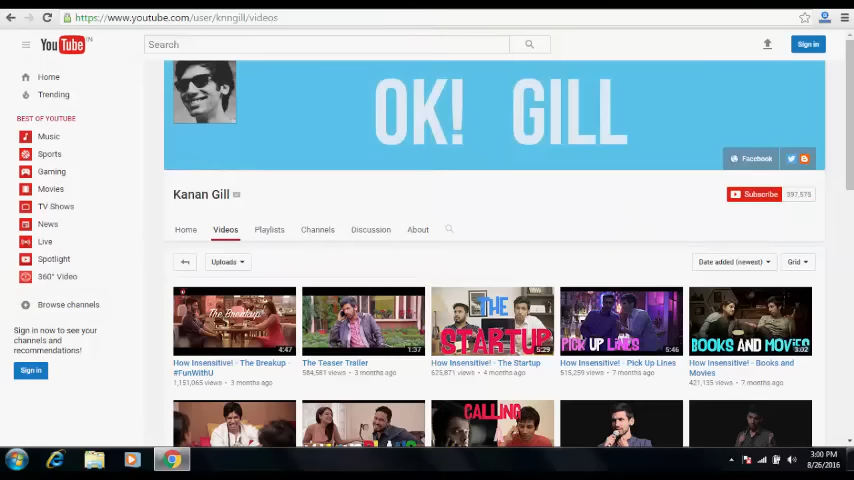 https://www.youtube.com/user/knngill/videos
YouTube IN
Search
Sign in
Home
Trending
BEST OF YOUTUBE
Music
Sports
Gaming
Movies
TV Shows
News
Live
Spotlight
360° Video
Browse channels
Sign in now to see your
channels and
recommendations!
Sign in
OK! GILL
Facebook
Kanan Gill
Subscribe 397,575
Home Videos Playlists Channels Discussion About
Uploads
Date added (newest) Grid
The Breakup
4:47
How Insensitive! - The Breakup -
#FunWithU
1,151,065 views • 3 months ago
1:37
The Teaser Trailer
584,581 views • 3 months ago
THE
STARTUP
5:29
How Insensitive! - The Startup
625,871 views • 4 months ago
PICK UP LINES
5:46
How Insensitive! - Pick Up Lines
515,259 views • 7 months ago
BOOKS AND MOVIES
3:02
How Insensitive! - Books and
Movies
421,135 views • 7 months ago
CALLING
3:00 PM
8/26/2016